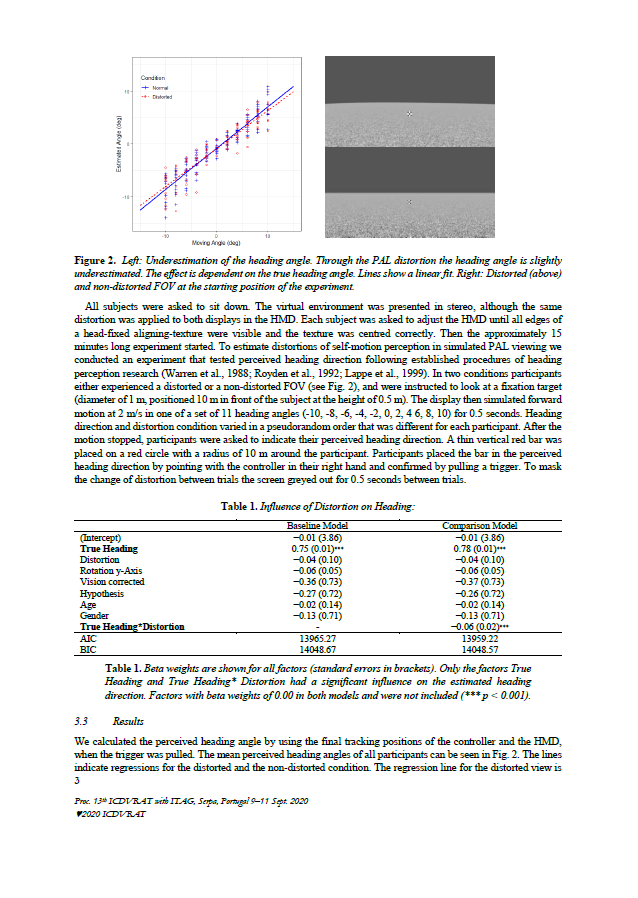 Condition
Normal
Distorted
Estimated Angle (deg)
10
0
-10
-10
0
10
Moving Angle (deg)
Figure 2. Left: Underestimation of the heading angle. Through the PAL distortion the heading angle is slightly
underestimated. The effect is dependent on the true heading angle. Lines show a linear fit. Right: Distorted (above)
and non-distorted FOV at the starting position of the experiment.
All subjects were asked to sit down. The virtual environment was presented in stereo, although the same
distortion was applied to both displays in the HMD. Each subject was asked to adjust the HMD until all edges of
a head-fixed aligning-texture were visible and the texture was centred correctly. Then the approximately 15
minutes long experiment started. To estimate distortions of self-motion perception in simulated PAL viewing we
conducted an experiment that tested perceived heading direction following established procedures of heading
perception research (Warren et al., 1988; Royden et al., 1992; Lappe et al., 1999). In two conditions participants
either experienced a distorted or a non-distorted FOV (see Fig. 2), and were instructed to look at a fixation target
(diameter of 1 m, positioned 10 m in front of the subject at the height of 0.5 m). The display then simulated forward
motion at 2 m/s in one of a set of 11 heading angles (-10, -8, -6, -4, -2, 0, 2, 4 6, 8, 10) for 0.5 seconds. Heading
direction and distortion condition varied in a pseudorandom order that was different for each participant. After the
motion stopped, participants were asked to indicate their perceived heading direction. A thin vertical red bar was
placed on a red circle with a radius of 10 m around the participant. Participants placed the bar in the perceived
heading direction by pointing with the controller in their right hand and confirmed by pulling a trigger. To mask
the change of distortion between trials the screen greyed out for 0.5 seconds between trials.
Table 1. Influence of Distortion on Heading:
Baseline Model Comparison Model
(Intercept) −0.01 (3.86) −0.01 (3.86)
True Heading 0.75 (0.01)*** 0.78 (0.01)***
Distortion −0.04 (0.10) −0.04 (0.10)
Rotation y-Axis −0.06 (0.05) −0.06 (0.05)
Vision corrected −0.36 (0.73) −0.37 (0.73)
Hypothesis −0.27 (0.72) −0.26 (0.72)
Age −0.02 (0.14) −0.02 (0.14)
Gender −0.13 (0.71) −0.13 (0.71)
True Heading*Distortion - −0.06 (0.02)***
AIC 13965.27 13959.22
BIC 14048.67 14048.57
Table 1. Beta weights are shown for all factors (standard errors in brackets). Only the factors True
Heading and True Heading* Distortion had a significant influence on the estimated heading
direction. Factors with beta weights of 0.00 in both models and were not included (*** p < 0.001).
3.3 Results
We calculated the perceived heading angle by using the final tracking positions of the controller and the HMD,
when the trigger was pulled. The mean perceived heading angles of all participants can be seen in Fig. 2. The lines
indicate regressions for the distorted and the non-distorted condition. The regression line for the distorted view is
3
Proc. 13th ICDVRAT with ITAG, Serpa, Portugal 9–11 Sept. 2020
♥2020 ICDVRAT